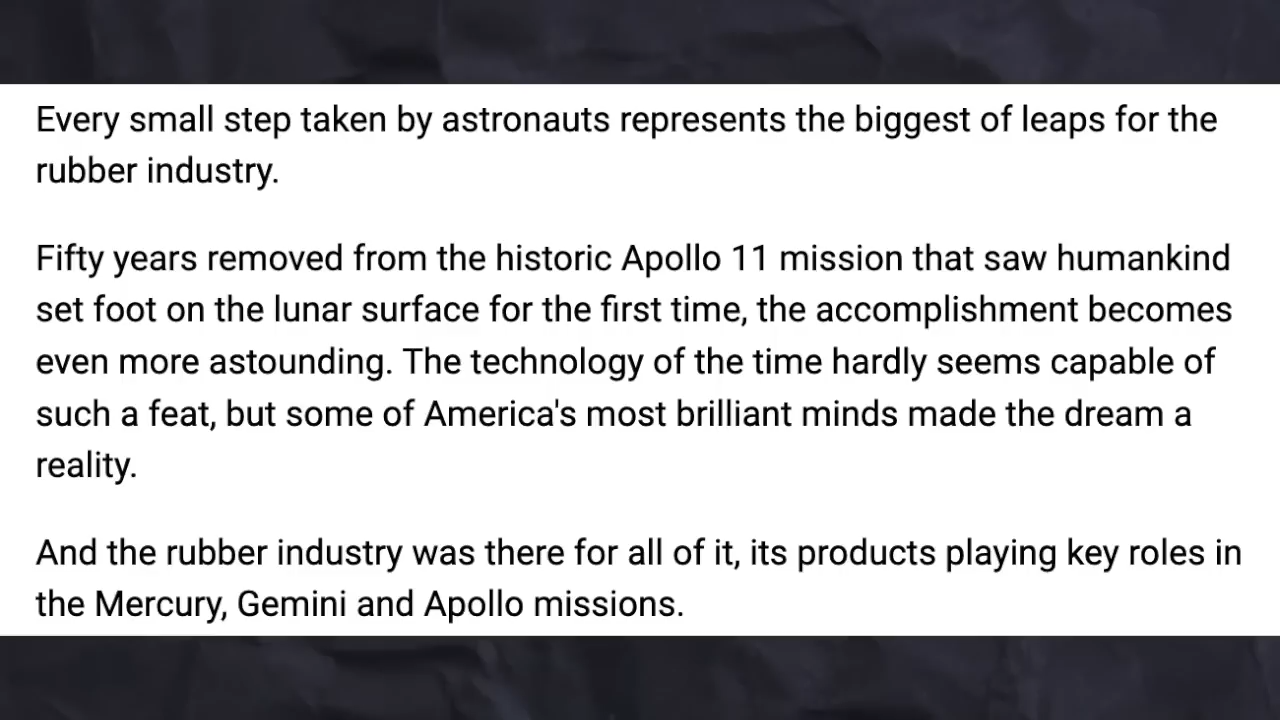 Every small step taken by astronauts represents the biggest of leaps for the
rubber industry.
Fifty years removed from the historic Apollo 11 mission that saw humankind
set foot on the lunar surface for the first time, the accomplishment becomes
even more astounding. The technology of the time hardly seems capable of
such a feat, but some of America's most brilliant minds made the dream a
reality.
And the rubber industry was there for all of it, its products playing key roles in
the Mercury, Gemini and Apollo missions.